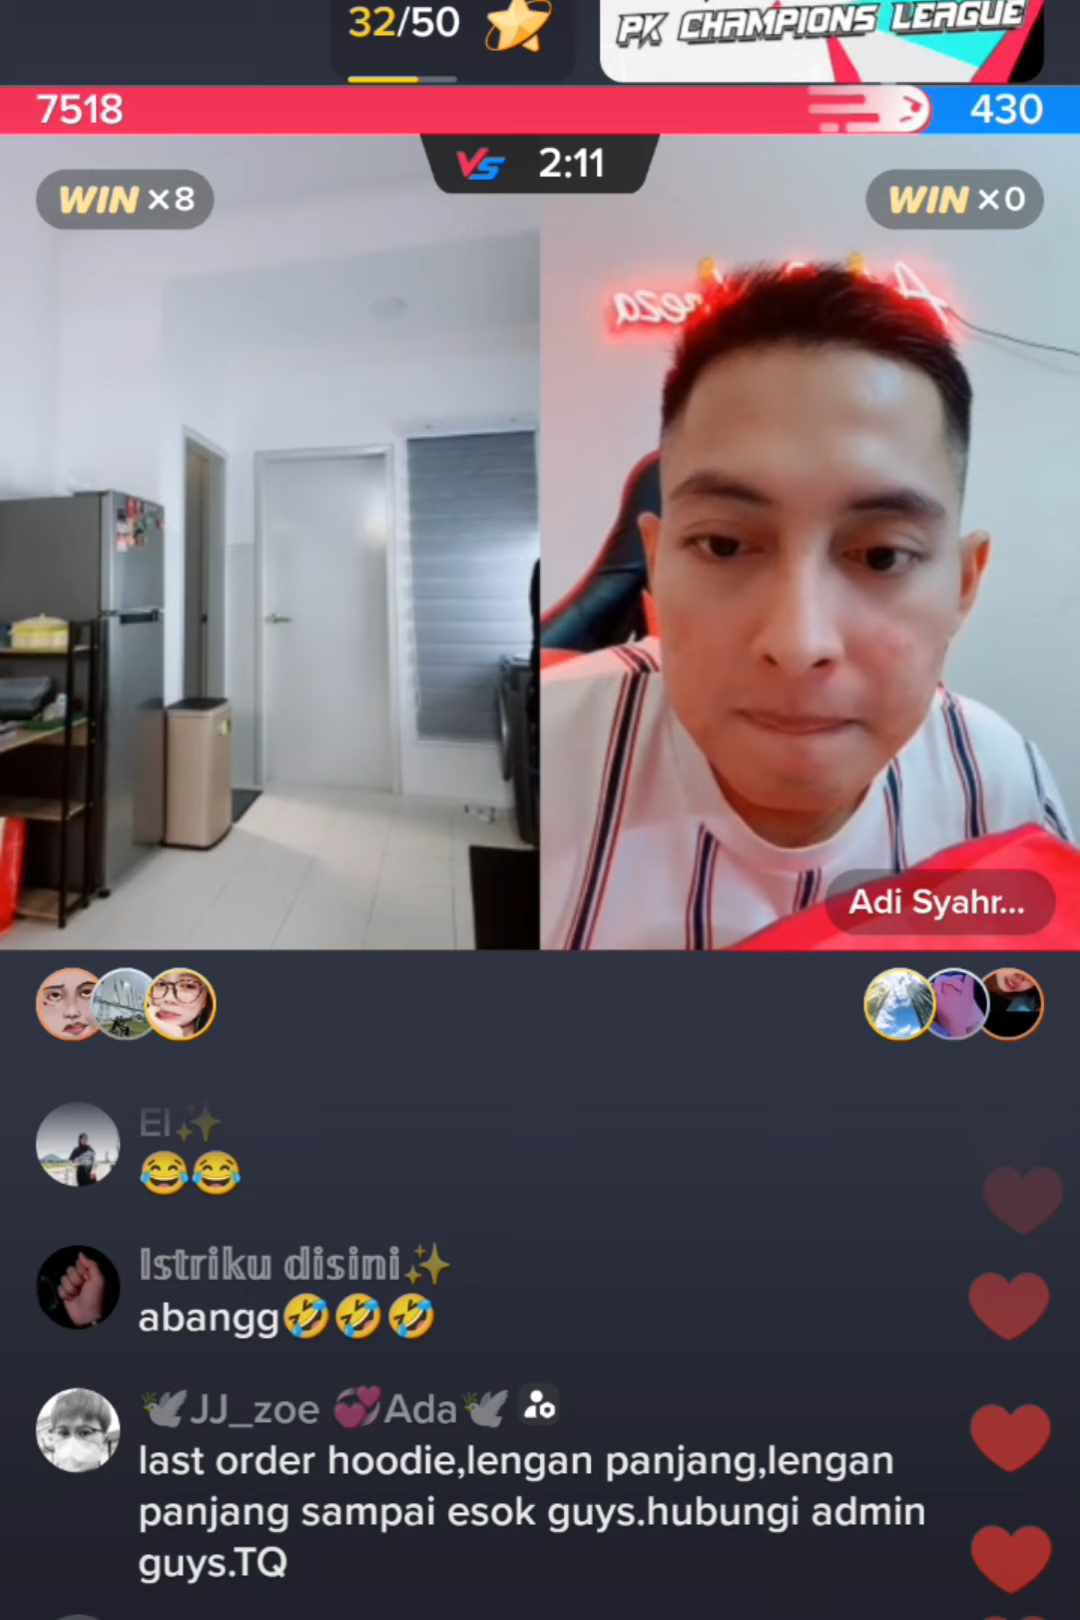 32/50
PK CHAMPIONS LEAGUE
7518
430
VS 2:11
WIN ×8
WIN ×0
Adi Syahr...
El✨
😂😂
𝕀𝕤𝕥𝕣𝕚𝕜𝕦 𝕕𝕚𝕤𝕚𝕟𝕚✨
abangg🤣🤣🤣
🕊JJ_zoe 💞Ada🕊
last order hoodie,lengan panjang,lengan
panjang sampai esok guys.hubungi admin
guys.TQ